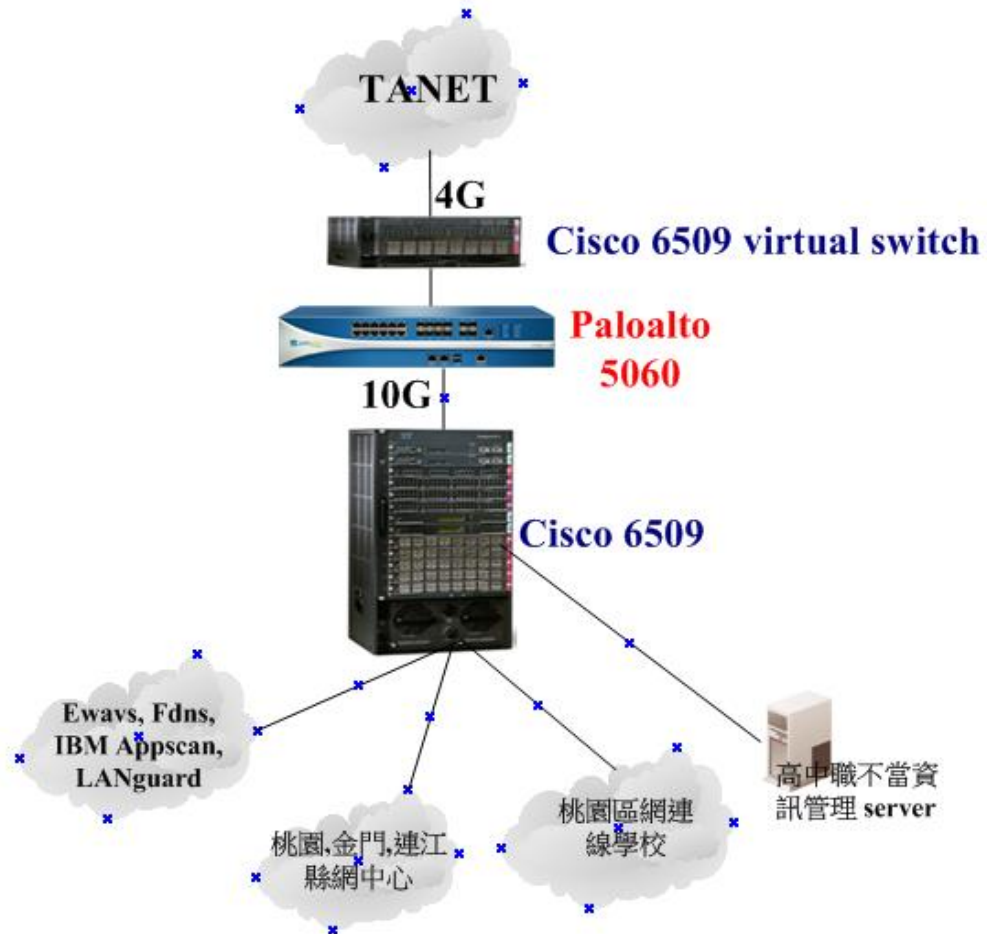 TANET
4G
Cisco 6509 virtual switch
Paloalto
5060
10G
Cisco 6509
Ewavs, Fdns,
IBM Appscan,
LANguard
桃園,金門,連江
縣網中心
桃園區網連
線學校
高中職不當資
訊管理 server